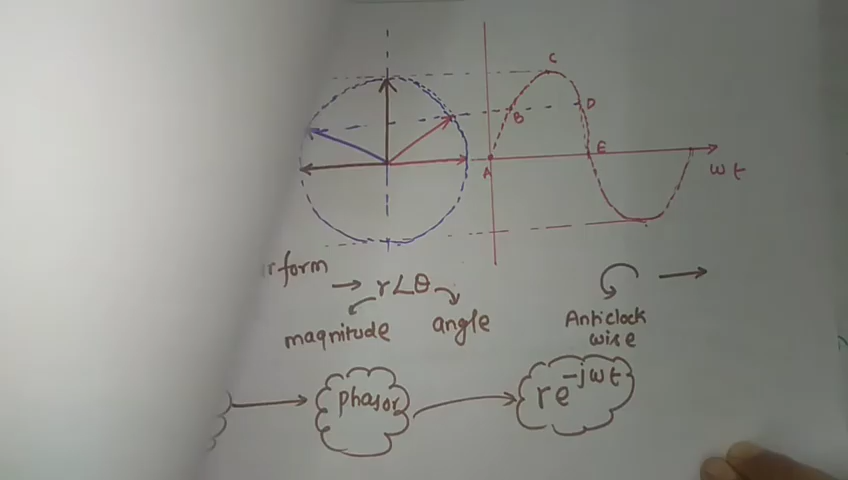 C
B
D
A
E
ωt
form
→ r∠θ
magnitude
angle
Anticlock
wise
phasor
re^-jωt